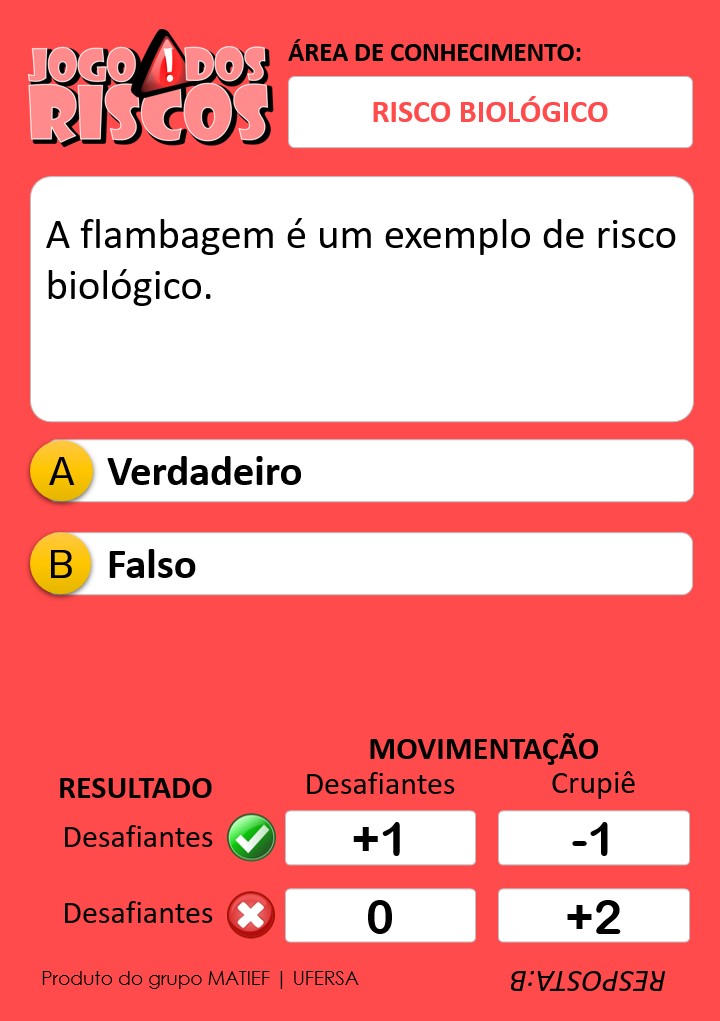 JOGO ! DOS
RISCOS
ÁREA DE CONHECIMENTO:
RISCO BIOLÓGICO
A flambagem é um exemplo de risco
biológico.
A Verdadeiro
B Falso
MOVIMENTAÇÃO
RESULTADO Desafiantes Crupiê
Desafiantes +1 -1
Desafiantes 0 +2
Produto do grupo MATIEF | UFERSA
RESPOSTA:B